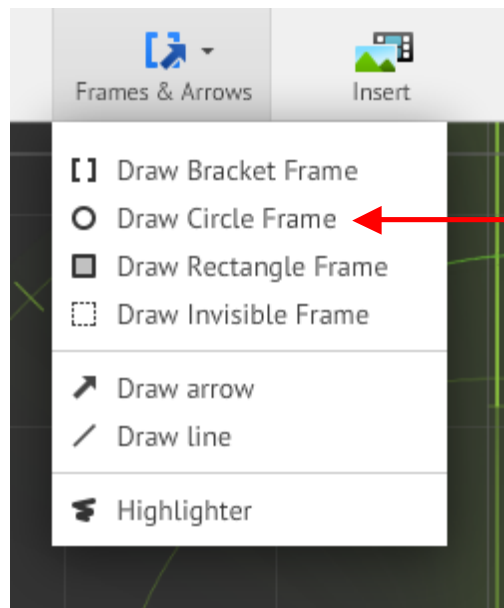 Frames & Arrows
Insert
Draw Bracket Frame
Draw Circle Frame
Draw Rectangle Frame
Draw Invisible Frame
Draw arrow
Draw line
Highlighter